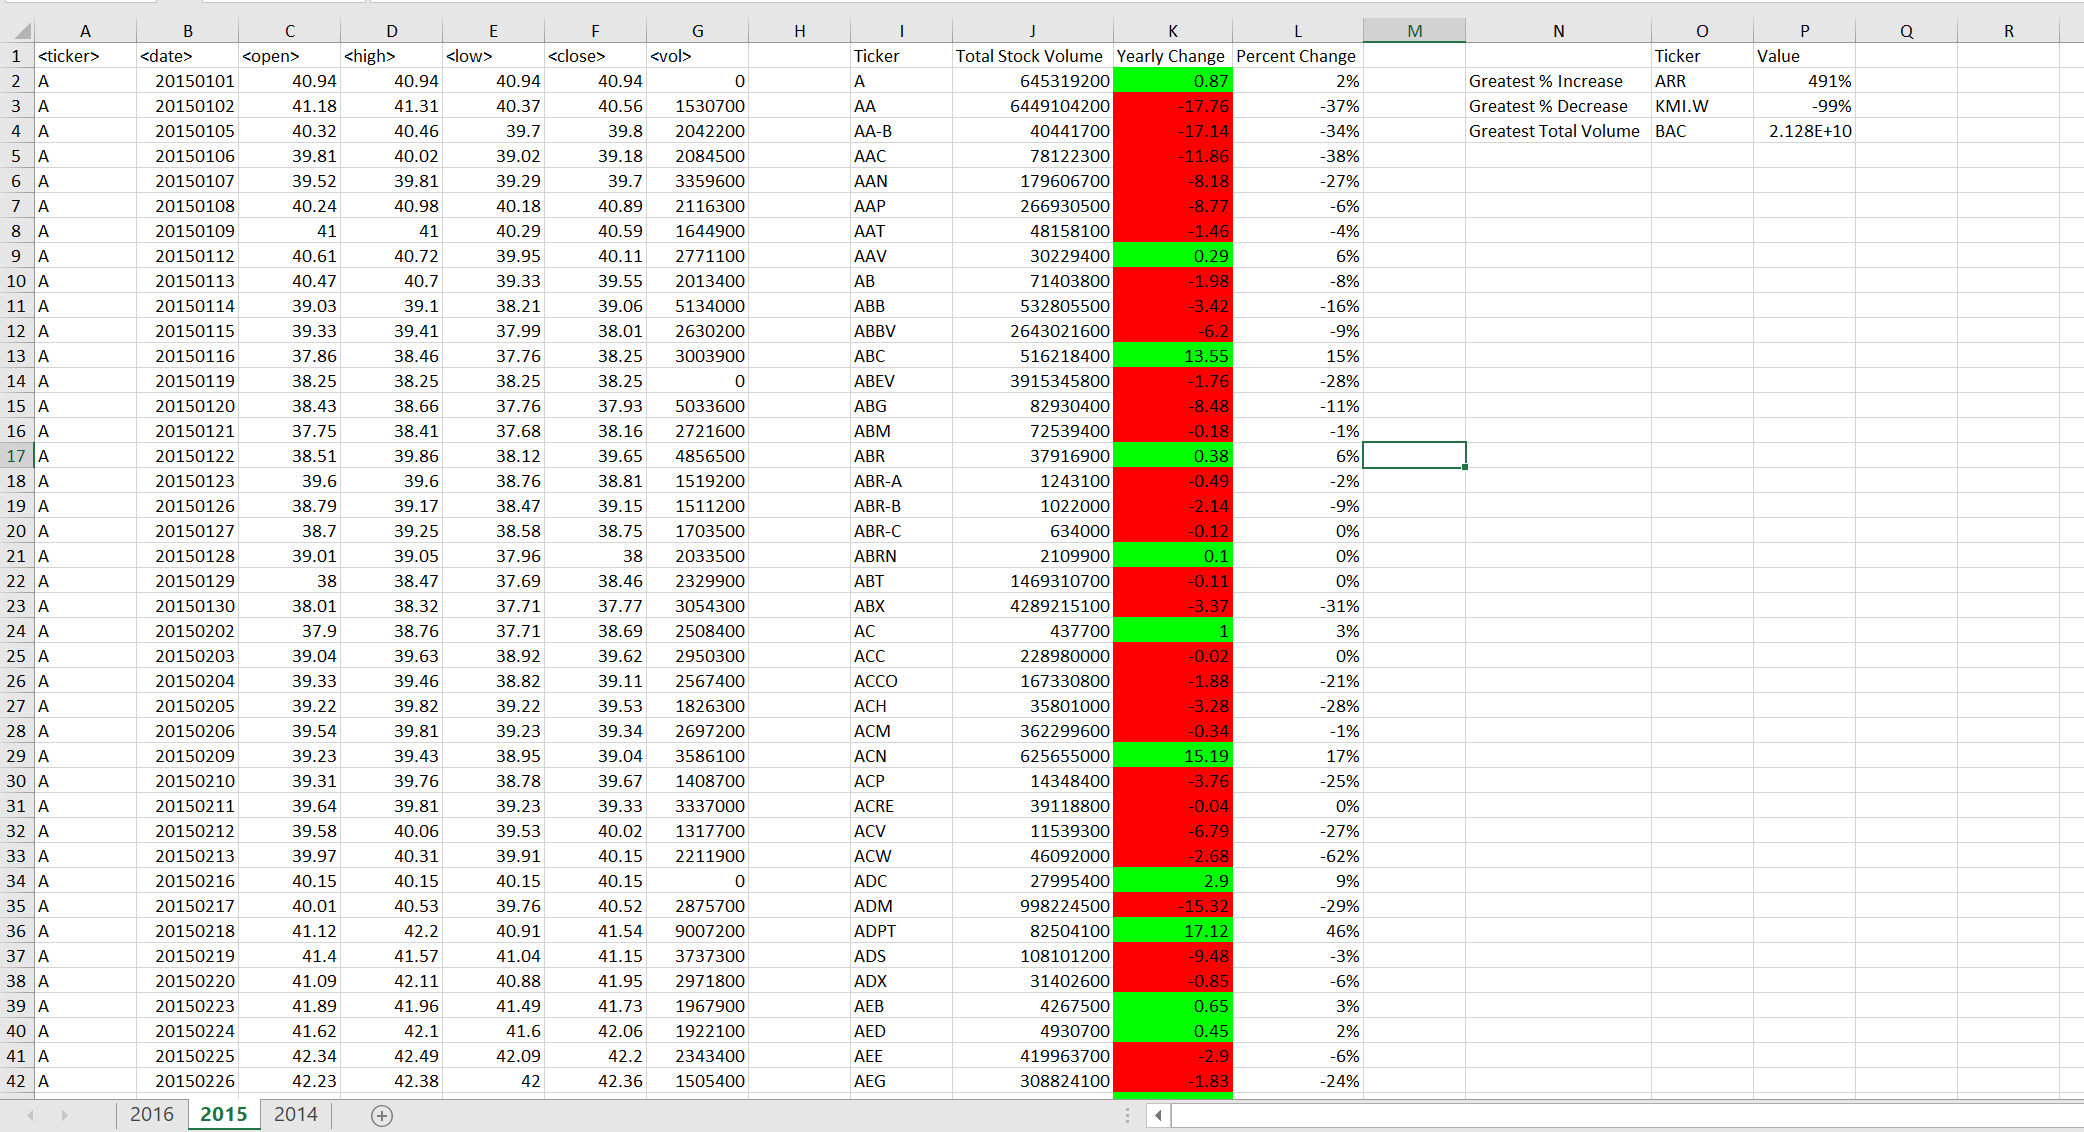 A B C D E F G H I J K L M N O P Q R
1 <ticker> <date> <open> <high> <low> <close> <vol> Ticker Total Stock Volume Yearly Change Percent Change Ticker Value
2 A 20150101 40.94 40.94 40.94 40.94 0 A 645319200 0.87 2% Greatest % Increase ARR 491%
3 A 20150102 41.18 41.31 40.37 40.56 1530700 AA 6449104200 -17.76 -37% Greatest % Decrease KMI.W -99%
4 A 20150105 40.32 40.46 39.7 39.8 2042200 AA-B 40441700 -17.14 -34% Greatest Total Volume BAC 2.128E+10
5 A 20150106 39.81 40.02 39.02 39.18 2084500 AAC 78122300 -11.86 -38%
6 A 20150107 39.52 39.81 39.29 39.7 3359600 AAN 179606700 -8.18 -27%
7 A 20150108 40.24 40.98 40.18 40.89 2116300 AAP 266930500 -8.77 -6%
8 A 20150109 41 41 40.29 40.59 1644900 AAT 48158100 -1.46 -4%
9 A 20150112 40.61 40.72 39.95 40.11 2771100 AAV 30229400 0.29 6%
10 A 20150113 40.47 40.7 39.33 39.55 2013400 AB 71403800 -1.98 -8%
11 A 20150114 39.03 39.1 38.21 39.06 5134000 ABB 532805500 -3.42 -16%
12 A 20150115 39.33 39.41 37.99 38.01 2630200 ABBV 2643021600 -6.2 -9%
13 A 20150116 37.86 38.46 37.76 38.25 3003900 ABC 516218400 13.55 15%
14 A 20150119 38.25 38.25 38.25 38.25 0 ABEV 3915345800 -1.76 -28%
15 A 20150120 38.43 38.66 37.76 37.93 5033600 ABG 82930400 -8.48 -11%
16 A 20150121 37.75 38.41 37.68 38.16 2721600 ABM 72539400 -0.18 -1%
17 A 20150122 38.51 39.86 38.12 39.65 4856500 ABR 37916900 0.38 6%
18 A 20150123 39.6 39.6 38.76 38.81 1519200 ABR-A 1243100 -0.49 -2%
19 A 20150126 38.79 39.17 38.47 39.15 1511200 ABR-B 1022000 -2.14 -9%
20 A 20150127 38.7 39.25 38.58 38.75 1703500 ABR-C 634000 -0.12 0%
21 A 20150128 39.01 39.05 37.96 38 2033500 ABRN 2109900 0.1 0%
22 A 20150129 38 38.47 37.69 38.46 2329900 ABT 1469310700 -0.11 0%
23 A 20150130 38.01 38.32 37.71 37.77 3054300 ABX 4289215100 -3.37 -31%
24 A 20150202 37.9 38.76 37.71 38.69 2508400 AC 437700 1 3%
25 A 20150203 39.04 39.63 38.92 39.62 2950300 ACC 228980000 -0.02 0%
26 A 20150204 39.33 39.46 38.82 39.11 2567400 ACCO 167330800 -1.88 -21%
27 A 20150205 39.22 39.82 39.22 39.53 1826300 ACH 35801000 -3.28 -28%
28 A 20150206 39.54 39.81 39.23 39.34 2697200 ACM 362299600 -0.34 -1%
29 A 20150209 39.23 39.43 38.95 39.04 3586100 ACN 625655000 15.19 17%
30 A 20150210 39.31 39.76 38.78 39.67 1408700 ACP 14348400 -3.76 -25%
31 A 20150211 39.64 39.81 39.23 39.33 3337000 ACRE 39118800 -0.04 0%
32 A 20150212 39.58 40.06 39.53 40.02 1317700 ACV 11539300 -6.79 -27%
33 A 20150213 39.97 40.31 39.91 40.15 2211900 ACW 46092000 -2.68 -62%
34 A 20150216 40.15 40.15 40.15 40.15 0 ADC 27995400 2.9 9%
35 A 20150217 40.01 40.53 39.76 40.52 2875700 ADM 998224500 -15.32 -29%
36 A 20150218 41.12 42.2 40.91 41.54 9007200 ADPT 82504100 17.12 46%
37 A 20150219 41.4 41.57 41.04 41.15 3737300 ADS 108101200 -9.48 -3%
38 A 20150220 41.09 42.11 40.88 41.95 2971800 ADX 31402600 -0.85 -6%
39 A 20150223 41.89 41.96 41.49 41.73 1967900 AEB 4267500 0.65 3%
40 A 20150224 41.62 42.1 41.6 42.06 1922100 AED 4930700 0.45 2%
41 A 20150225 42.34 42.49 42.09 42.2 2343400 AEE 419963700 -2.9 -6%
42 A 20150226 42.23 42.38 42 42.36 1505400 AEG 308824100 -1.83 -24%
2016 2015 2014